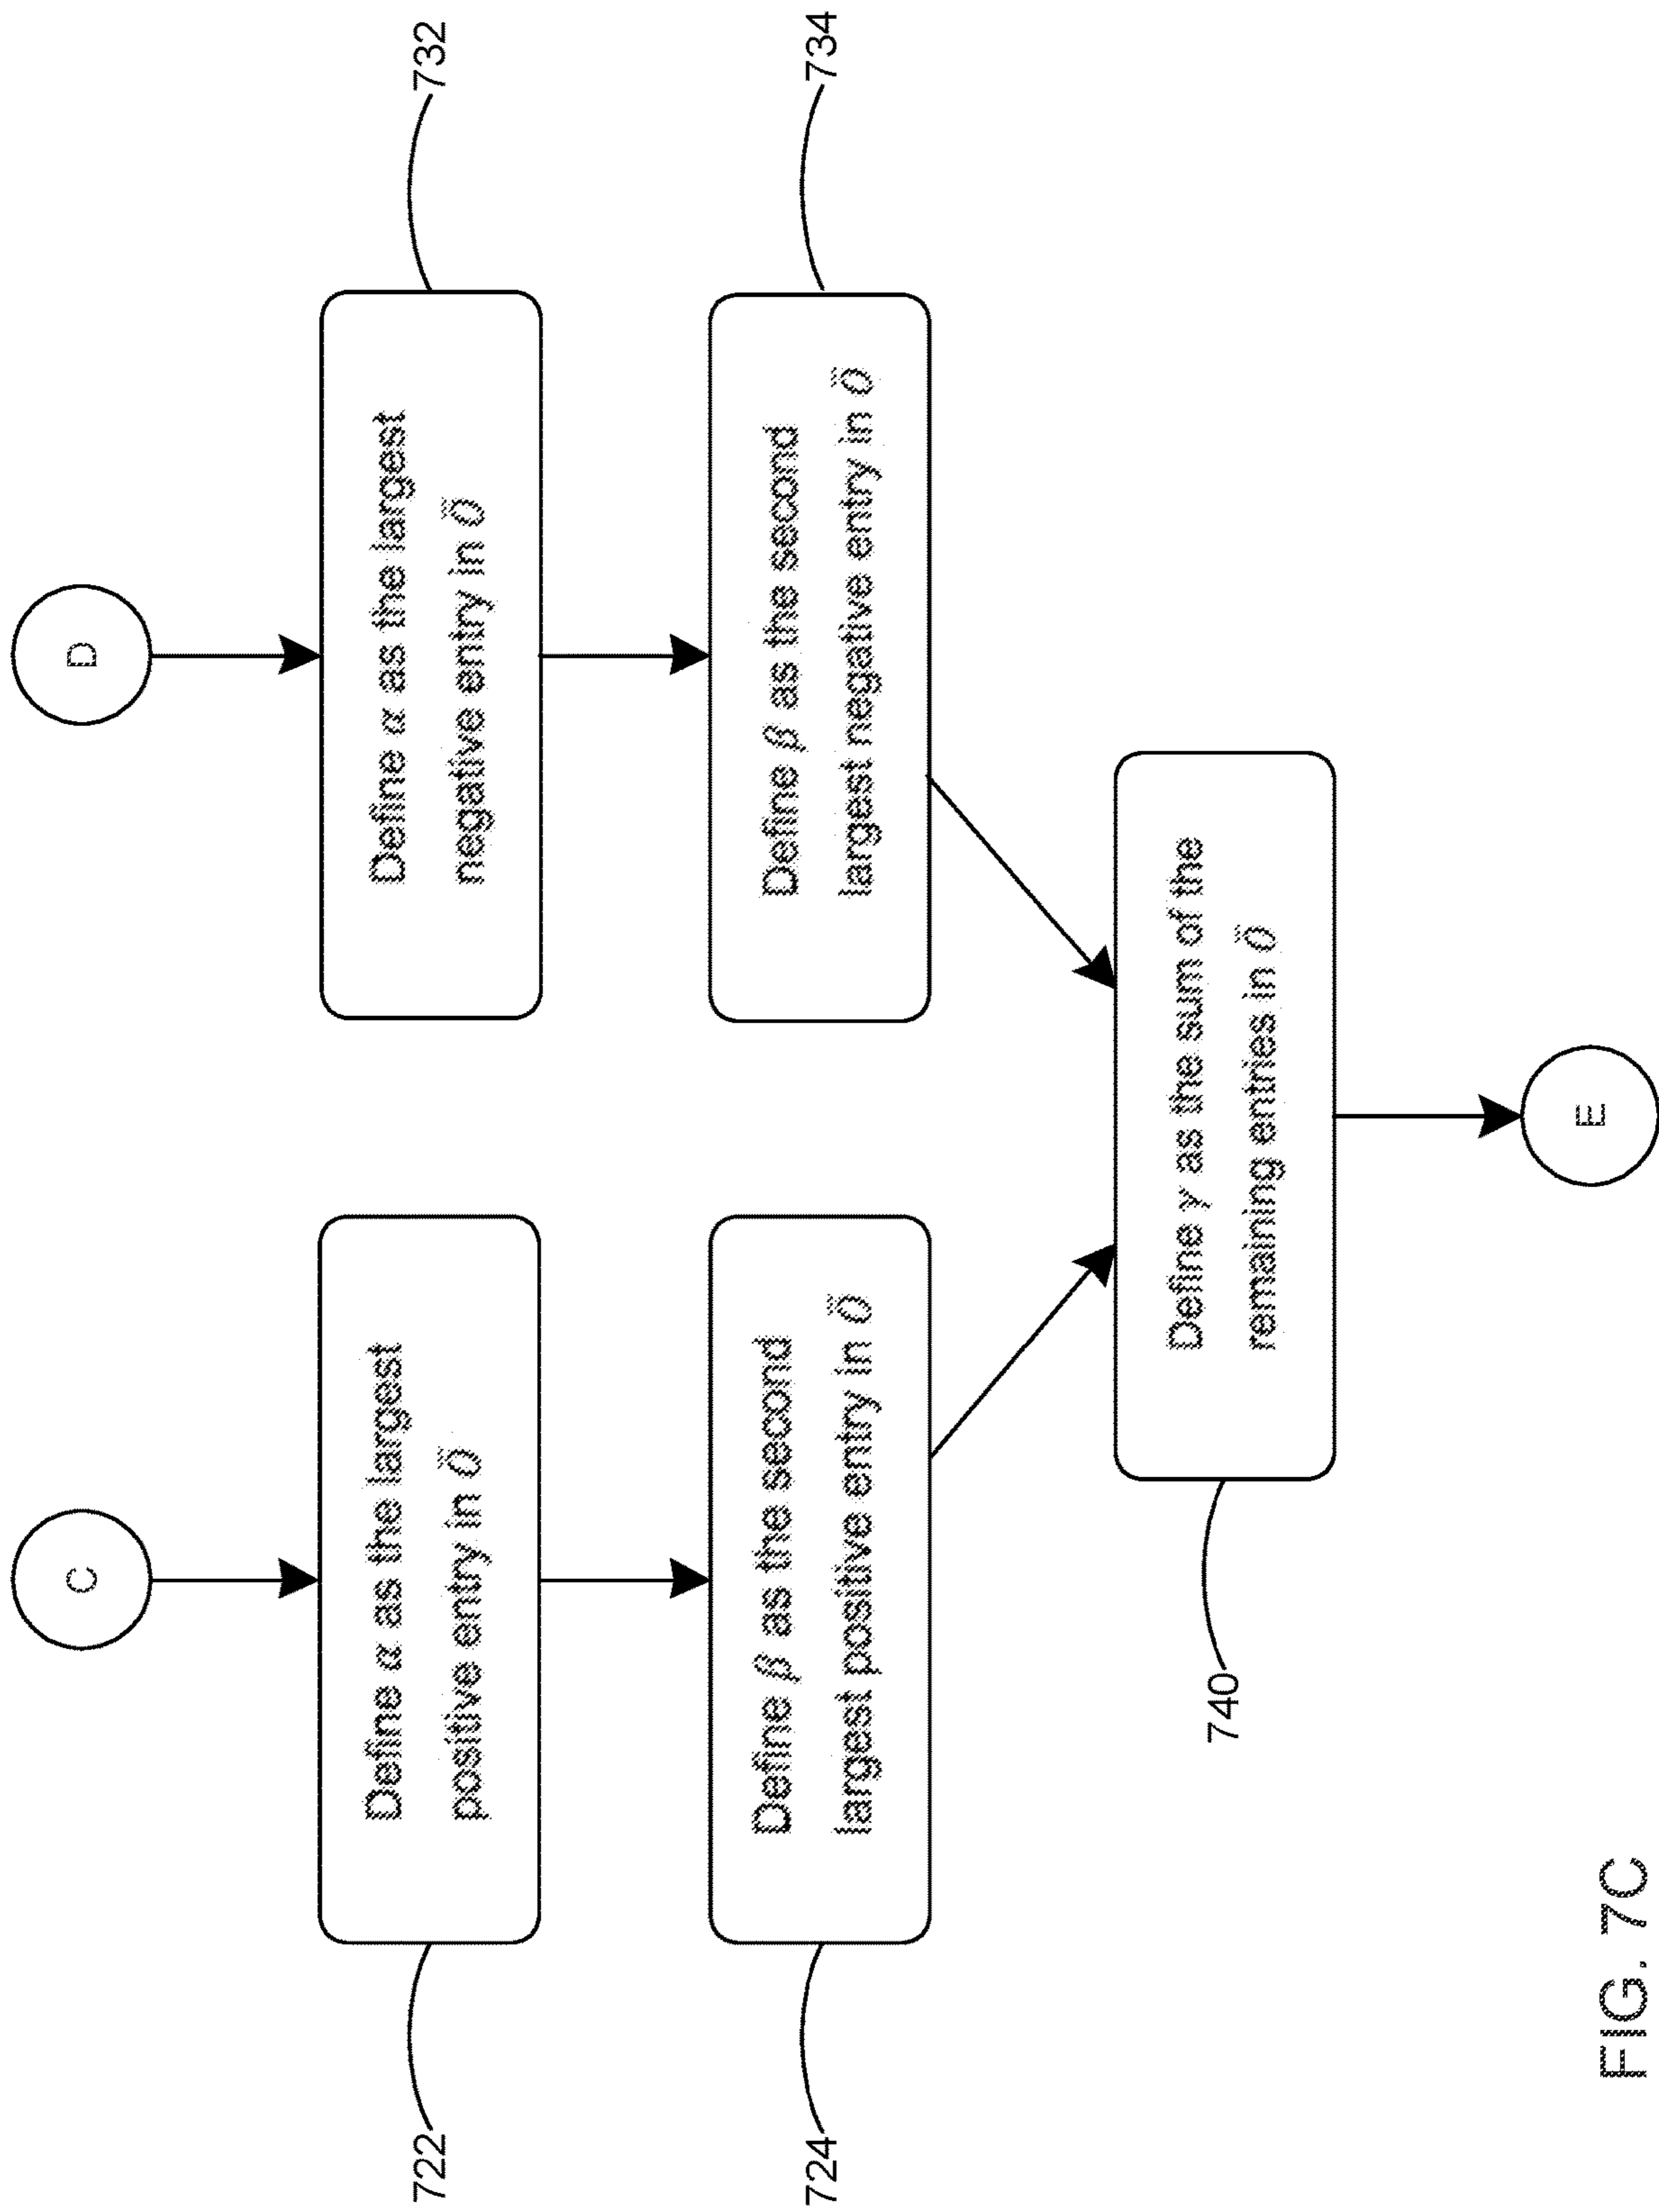 C
D
722
Define α as the largest
positive entry in
Define α as the largest
negative entry in
732
724
Define β as the second
largest positive entry in
Define β as the second
largest negative entry in
734
740
Define γ as the sum of the
remaining entries in
E
FIG. 7C